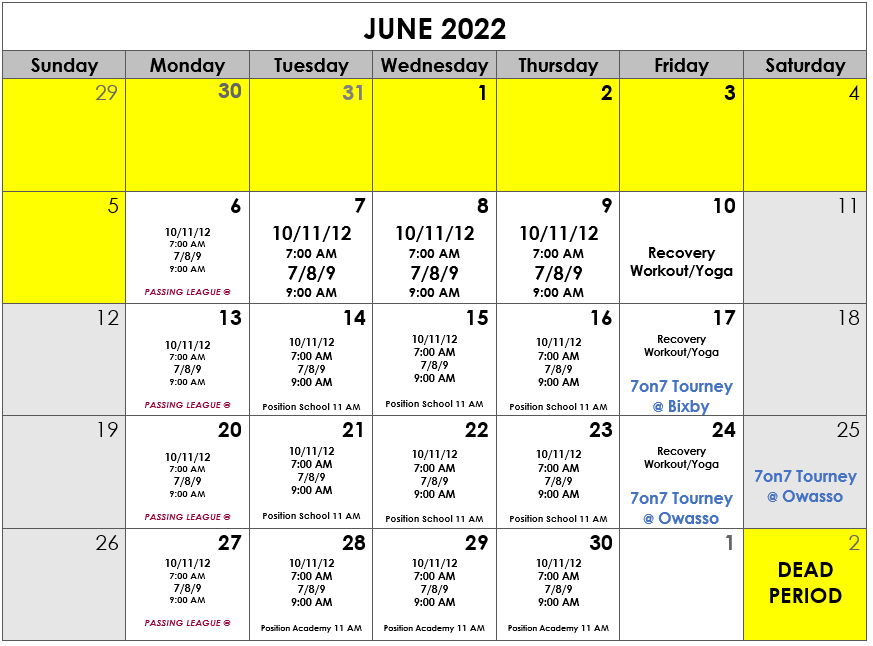 JUNE 2022
Sunday Monday Tuesday Wednesday Thursday Friday Saturday
29 30 31 1 2 3 4
5
6
10/11/12
7:00 AM
7/8/9
9:00 AM
PASSING LEAGUE @
7
10/11/12
7:00 AM
7/8/9
9:00 AM
8
10/11/12
7:00 AM
7/8/9
9:00 AM
9
10/11/12
7:00 AM
7/8/9
9:00 AM
10
Recovery
Workout/Yoga
11
12
13
10/11/12
7:00 AM
7/8/9
9:00 AM
PASSING LEAGUE @
14
10/11/12
7:00 AM
7/8/9
9:00 AM
Position School 11 AM
15
10/11/12
7:00 AM
7/8/9
9:00 AM
Position School 11 AM
16
10/11/12
7:00 AM
7/8/9
9:00 AM
Position School 11 AM
17
Recovery
Workout/Yoga
7on7 Tourney
@ Bixby
18
19
20
10/11/12
7:00 AM
7/8/9
9:00 AM
PASSING LEAGUE @
21
10/11/12
7:00 AM
7/8/9
9:00 AM
Position School 11 AM
22
10/11/12
7:00 AM
7/8/9
9:00 AM
Position School 11 AM
23
10/11/12
7:00 AM
7/8/9
9:00 AM
Position School 11 AM
24
Recovery
Workout/Yoga
7on7 Tourney
@ Owasso
25
7on7 Tourney
@ Owasso
26
27
10/11/12
7:00 AM
7/8/9
9:00 AM
PASSING LEAGUE @
28
10/11/12
7:00 AM
7/8/9
9:00 AM
Position Academy 11 AM
29
10/11/12
7:00 AM
7/8/9
9:00 AM
Position Academy 11 AM
30
10/11/12
7:00 AM
7/8/9
9:00 AM
Position Academy 11 AM
1
2
DEAD
PERIOD